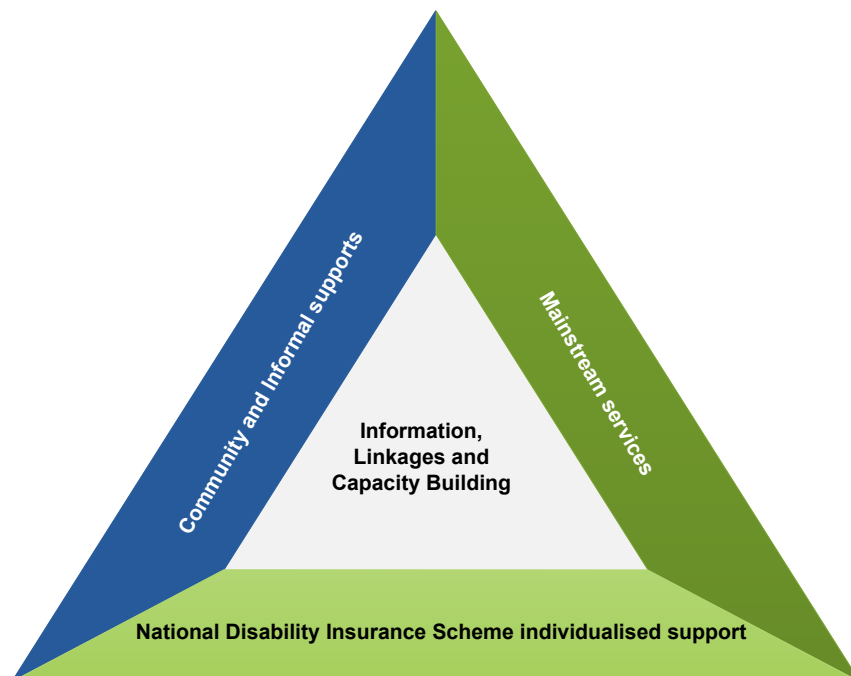 Community and Informal supports
Mainstream services
Information,
Linkages and
Capacity Building
National Disability Insurance Scheme individualised support